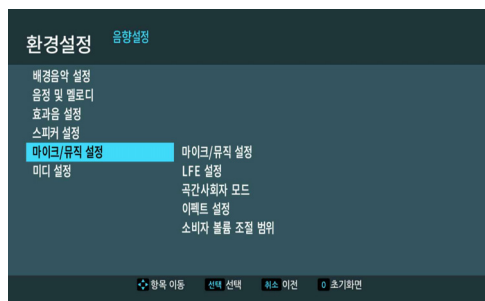 환경설정 음향설정
배경음악 설정
음정 및 멜로디
효과음 설정
스피커 설정
마이크/뮤직 설정 마이크/뮤직 설정
미디 설정 LFE 설정
곡간사회자 모드
이펙트 설정
소비자 볼륨 조절 범위
항목 이동 선택 선택 취소 이전 0 초기화면